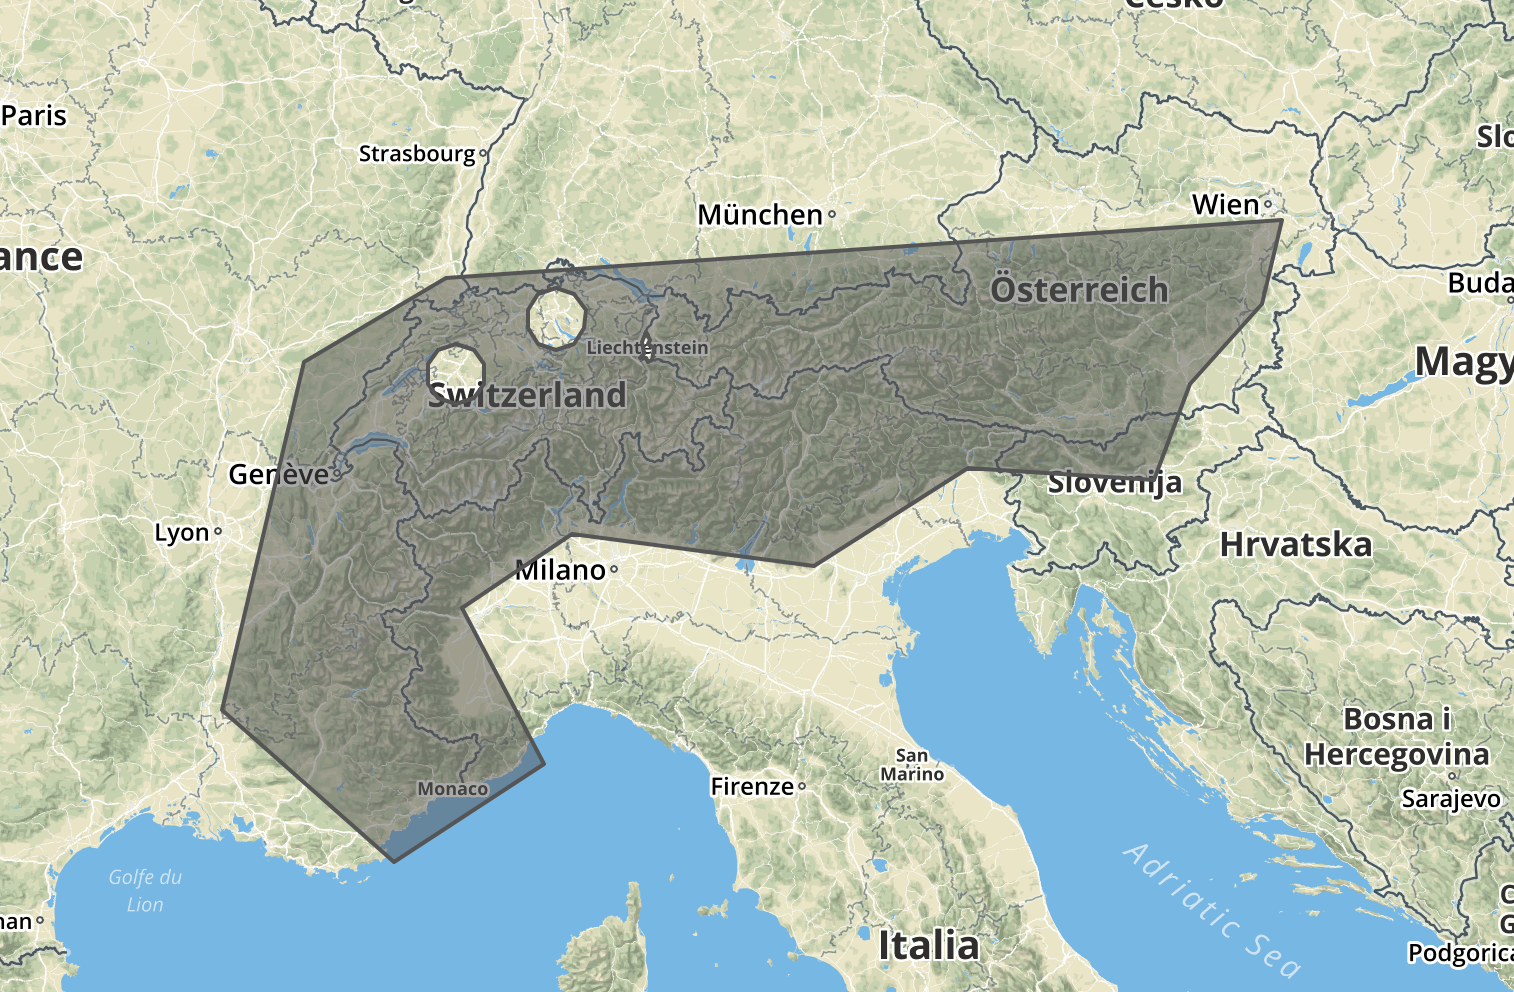 Česko
Paris
Strasbourg
Slo
München
Wien
ance
Österreich
Buda
Liechtenstein
Magy
Switzerland
Genève
Slovenija
Lyon
Hrvatska
Milano
Bosna i
Hercegovina
San
Marino
Monaco
Firenze
Sarajevo
Golfe du
Lion
Adriatic Sea
nan
Italia
Podgorica